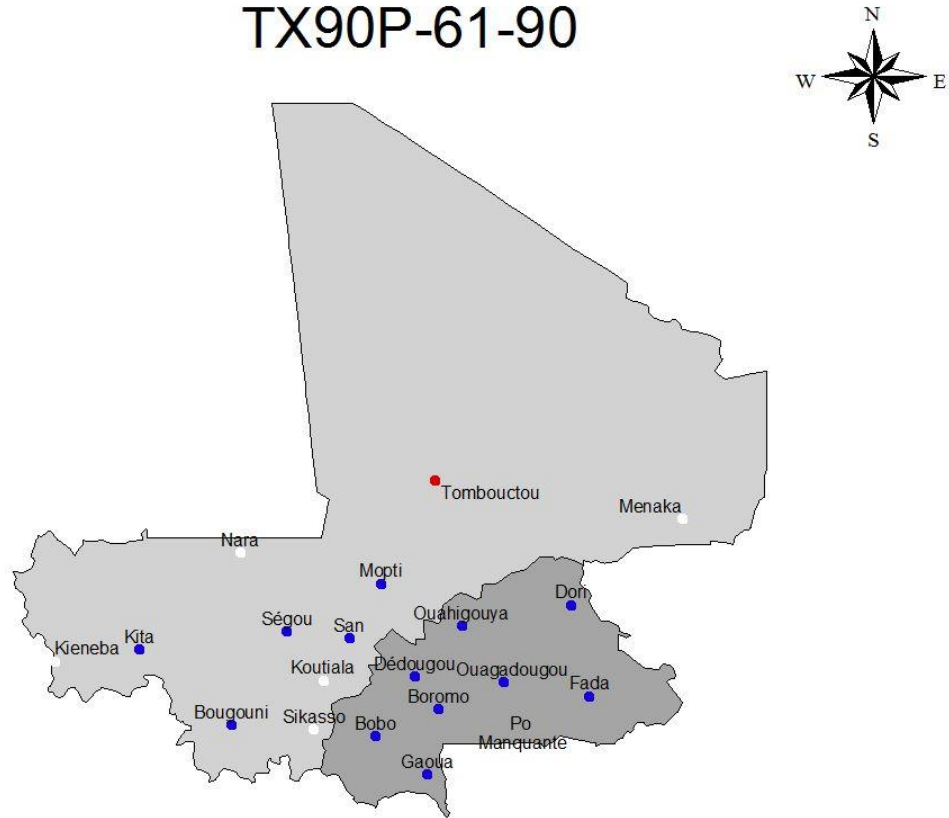 TX90P-61-90
N
W
E
S
Tombouctou
Menaka
Nara
Mopti
Dori
Ouahigouya
Ségou
San
Kita
Kieneba
Koutiala
Dédougou
Ouagadougou
Fada
Boromo
Bougouni
Sikasso
Bobo
Po
Manquante
Gaoua